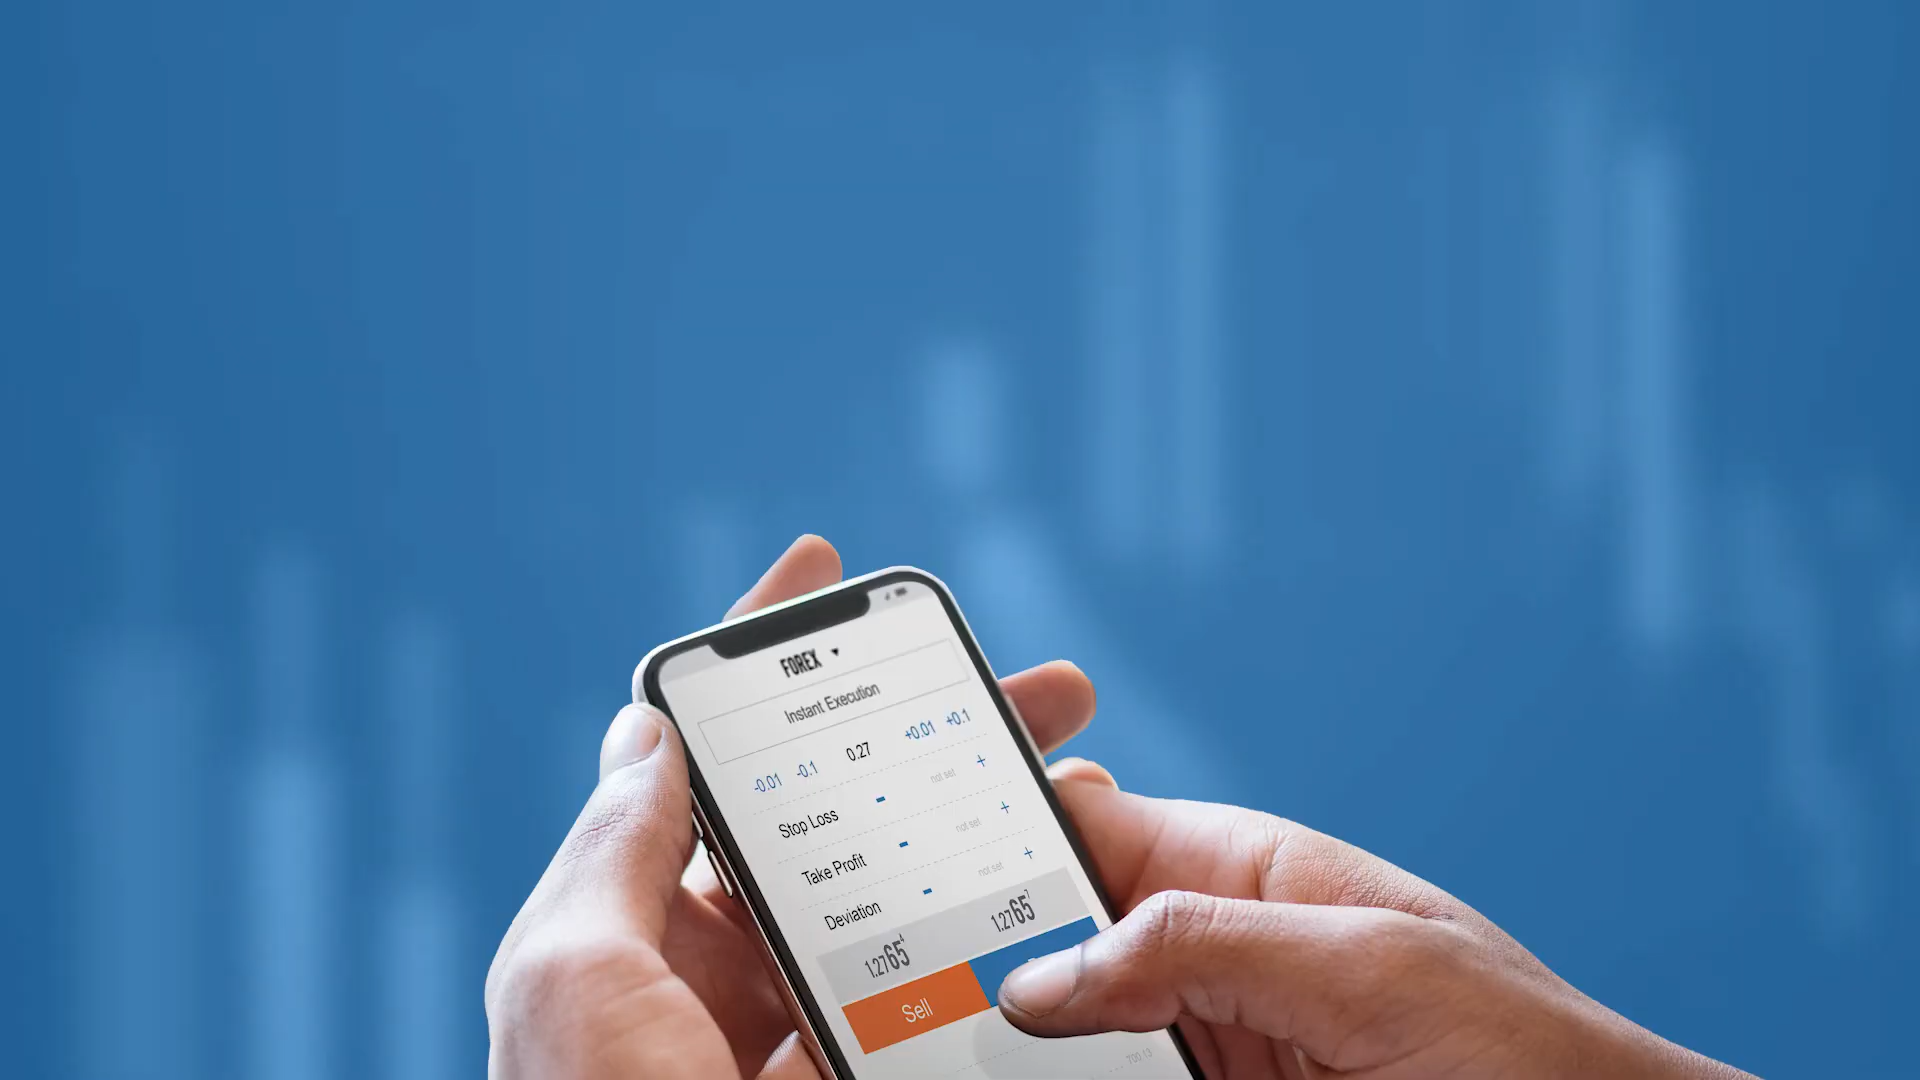 FOREX ▼
Instant Execution
-0.01 -0.1 0.27 +0.01 +0.1
Stop Loss - not set +
Take Profit - not set +
Deviation - not set +
1.2765⁴ 1.2765⁷
Sell